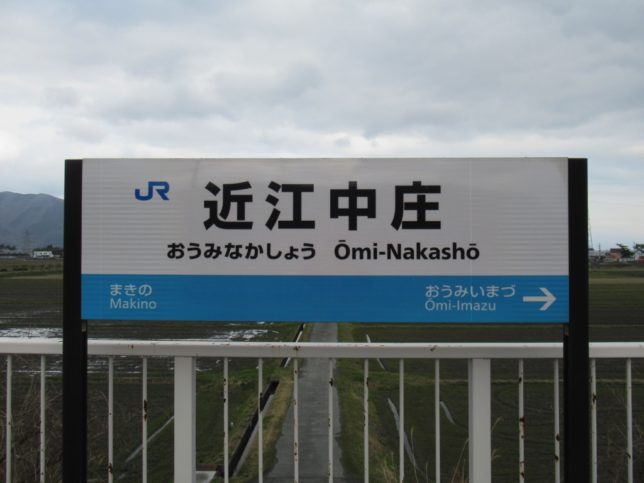 JR 近江中庄
おうみなかしょう Ōmi-Nakashō
まきの おうみいまづ
Makino Ōmi-Imazu